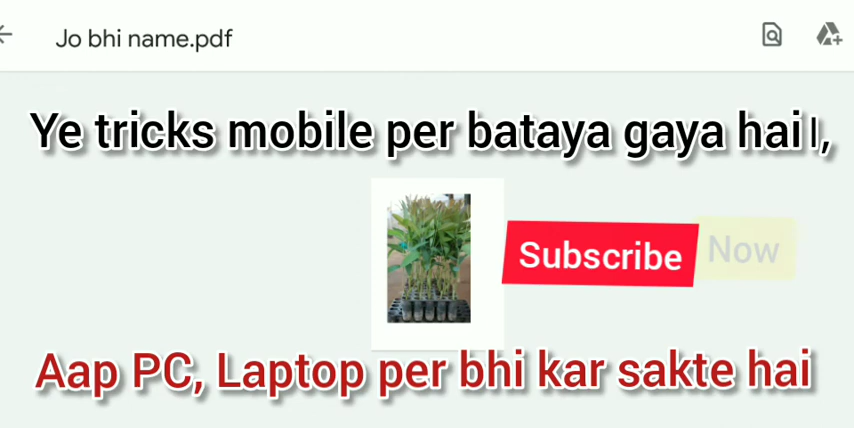 Jo bhi name.pdf
Ye tricks mobile per bataya gaya hai।,
Subscribe Now
Aap PC, Laptop per bhi kar sakte hai